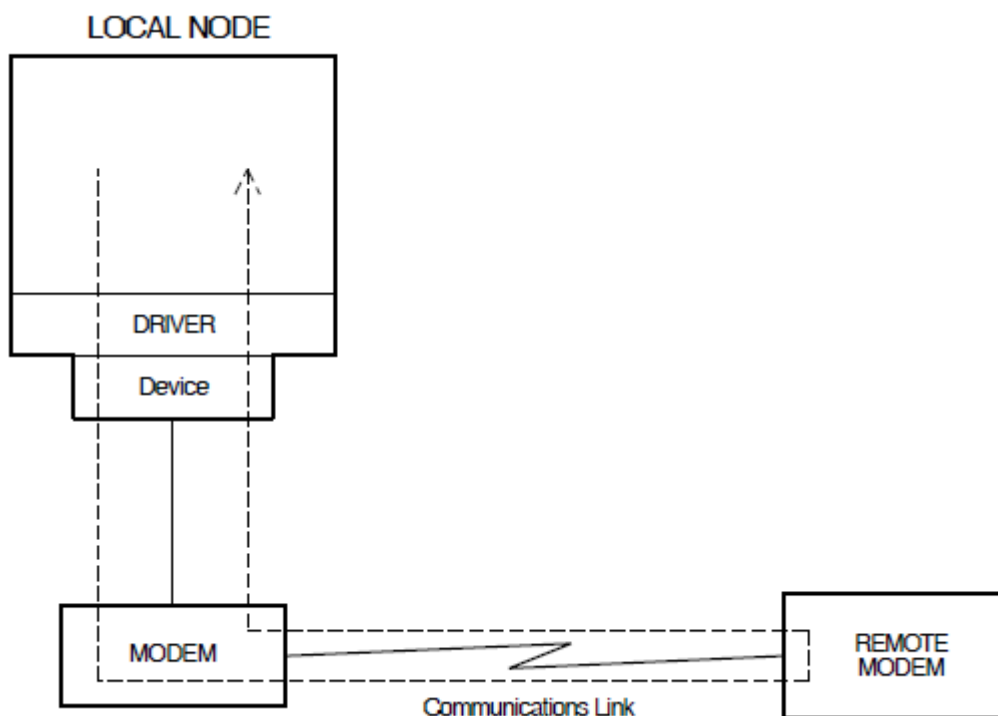 LOCAL NODE
DRIVER
Device
MODEM
REMOTE
MODEM
Communications Link